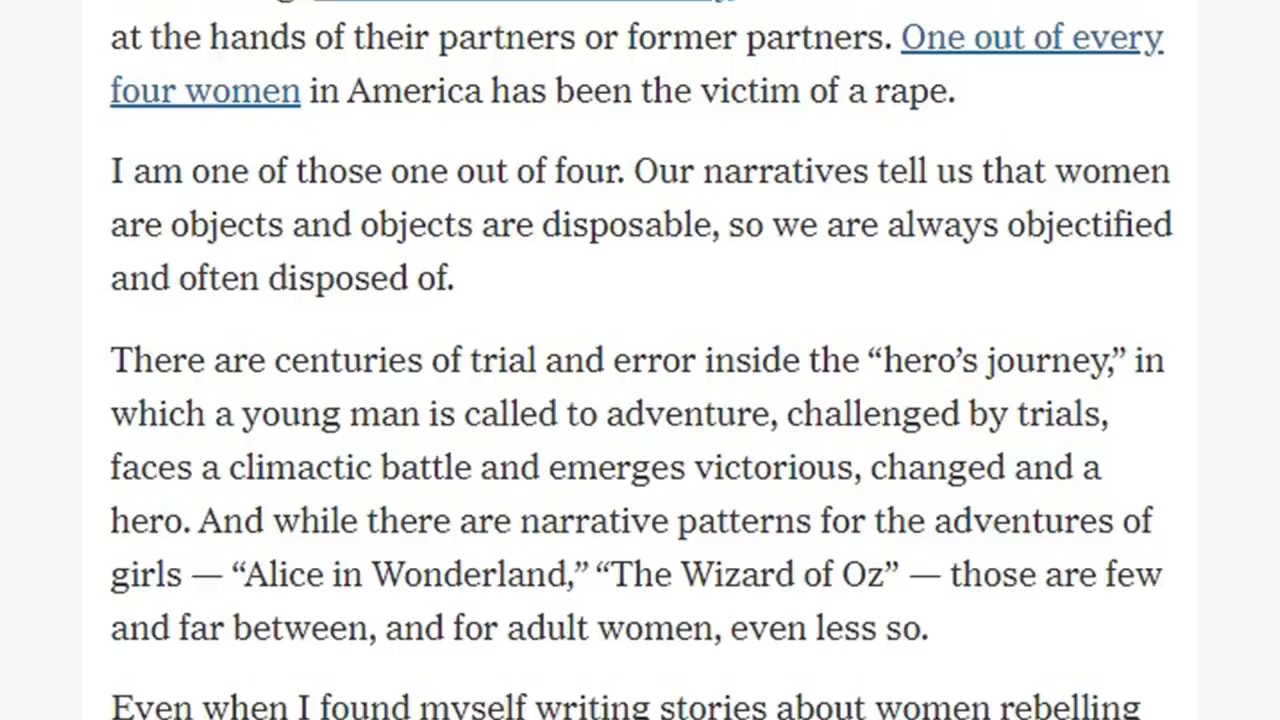 at the hands of their partners or former partners. One out of every
four women in America has been the victim of a rape.
I am one of those one out of four. Our narratives tell us that women
are objects and objects are disposable, so we are always objectified
and often disposed of.
There are centuries of trial and error inside the “hero’s journey,” in
which a young man is called to adventure, challenged by trials,
faces a climactic battle and emerges victorious, changed and a
hero. And while there are narrative patterns for the adventures of
girls — “Alice in Wonderland,” “The Wizard of Oz” — those are few
and far between, and for adult women, even less so.
Even when I found myself writing stories about women rebelling